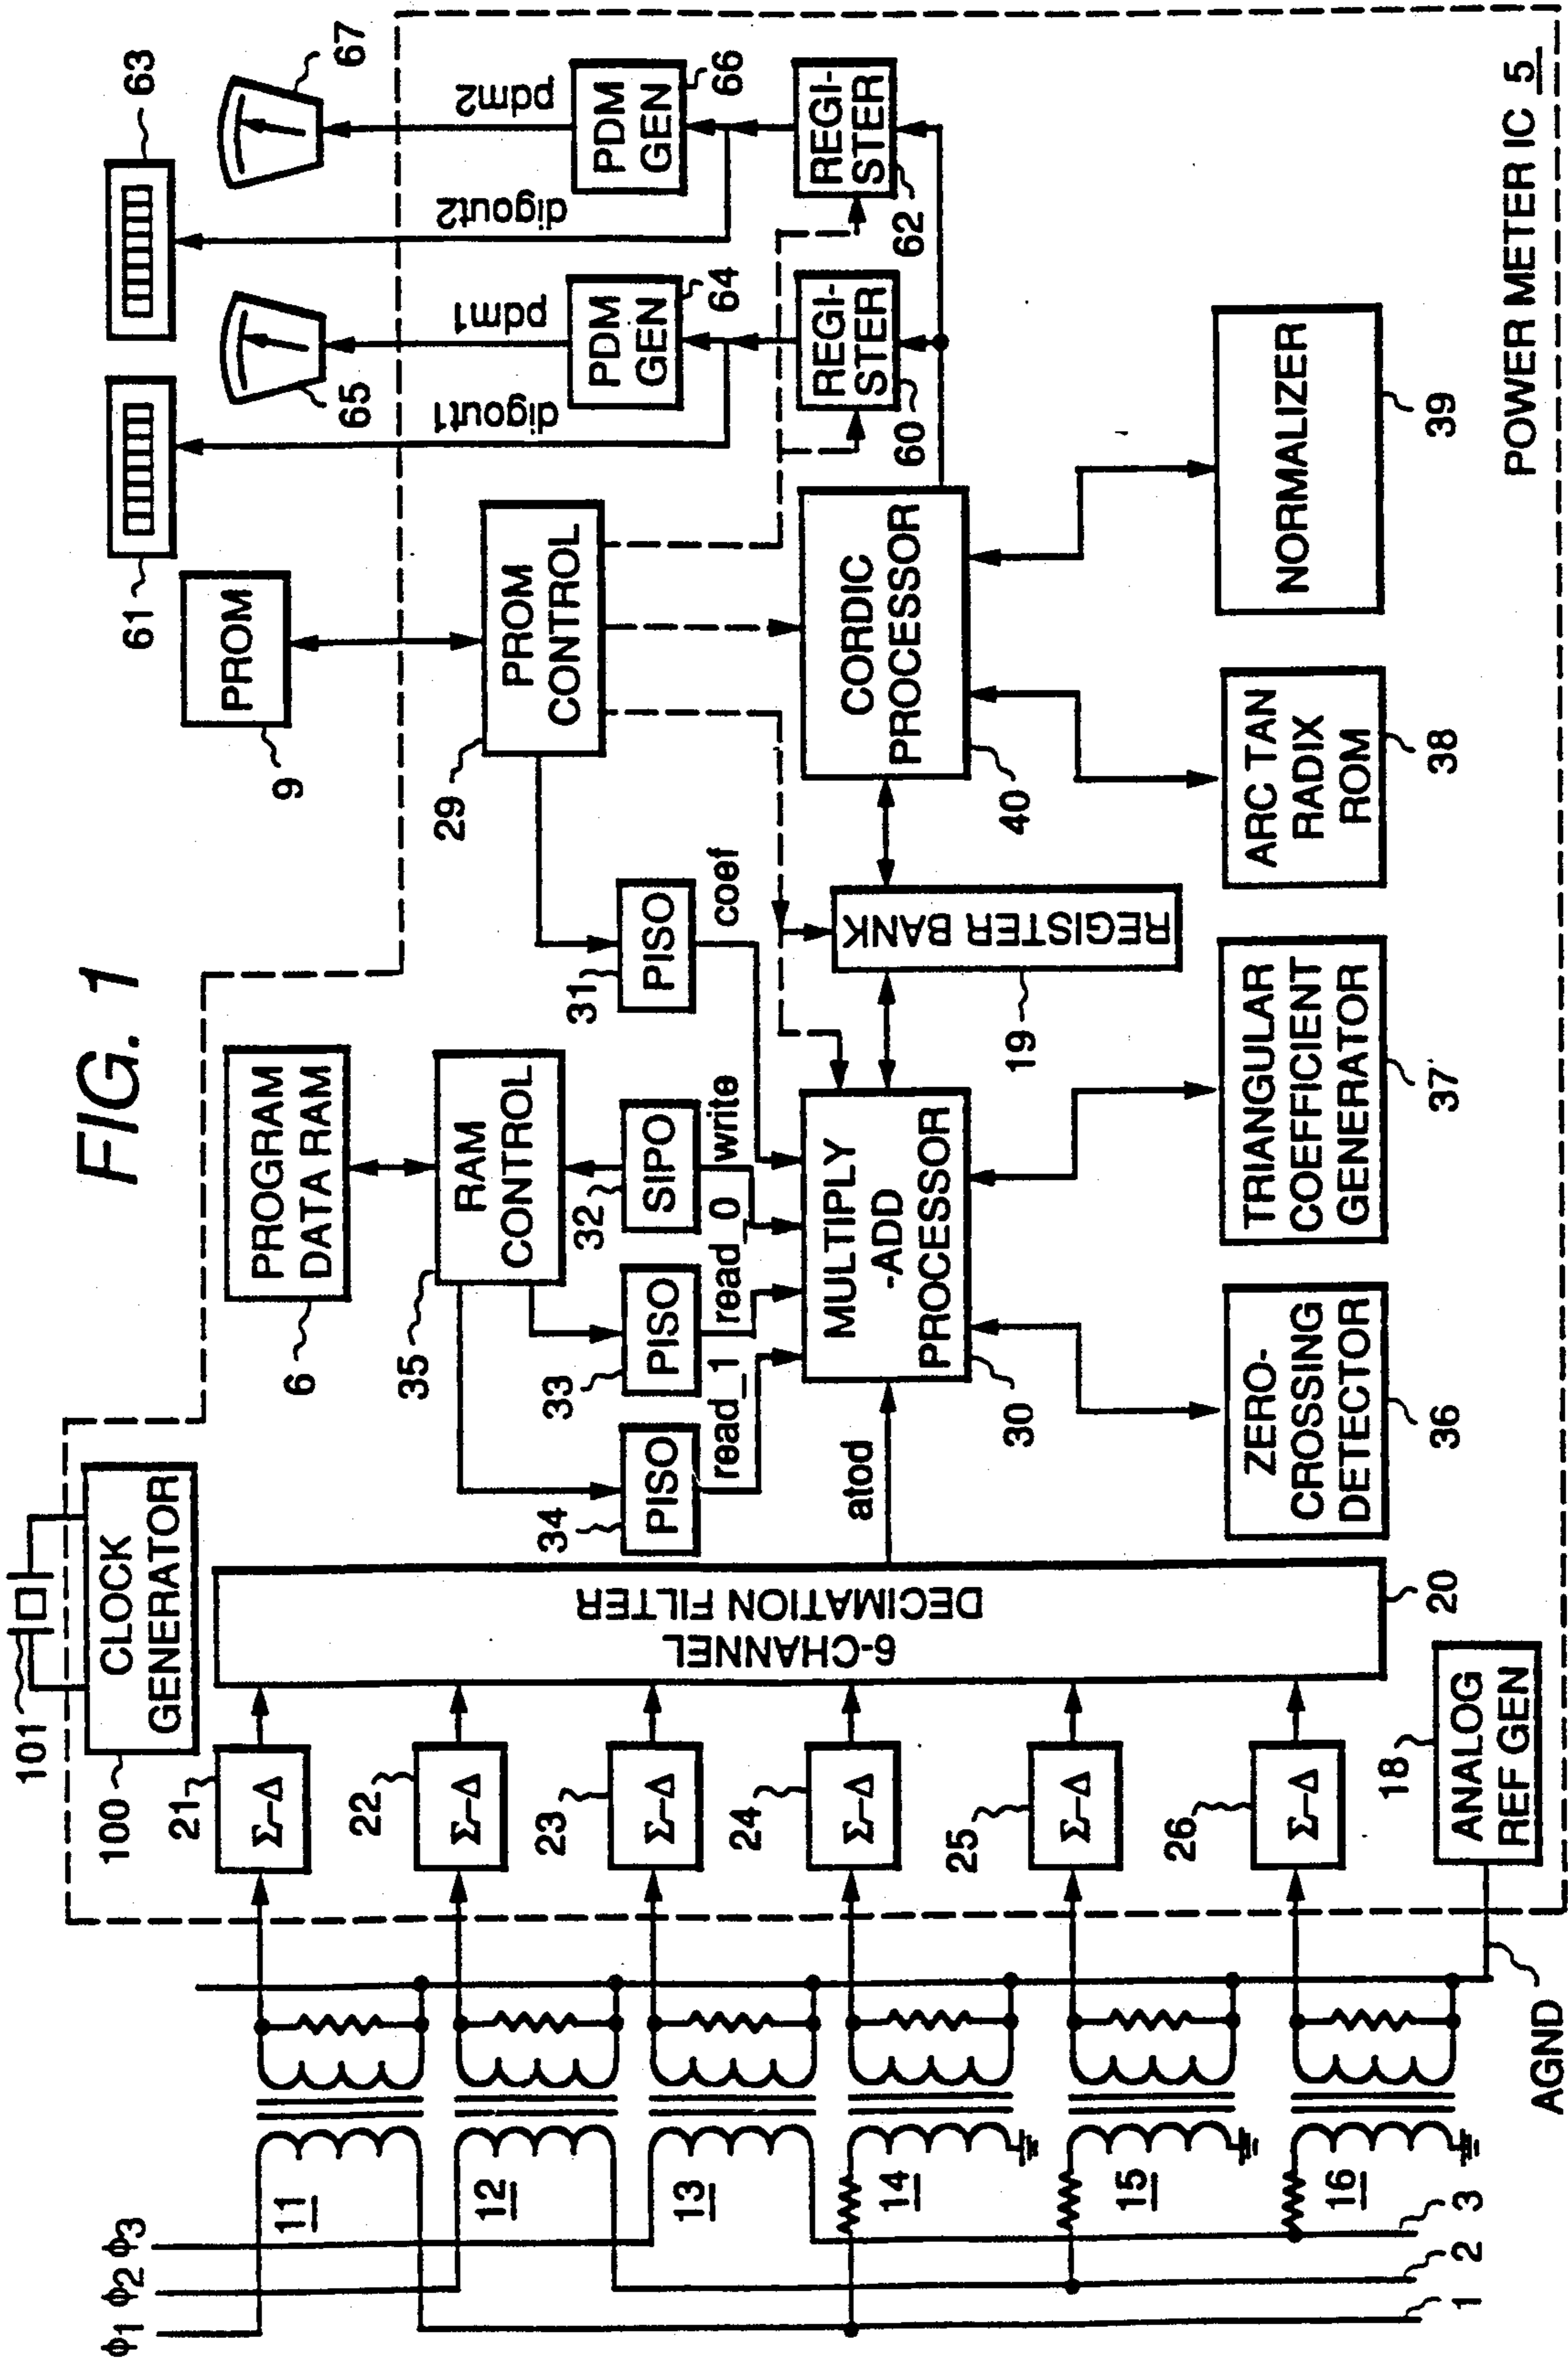 FIG. 1
101
100
CLOCK
GENERATOR
PROGRAM
DATA RAM
6
PROM
9
61
63
65
67
digout1
pdm1
digout2
pdm2
RAM
CONTROL
35
PROM
CONTROL
29
PDM
GEN
64
PDM
GEN
66
PISO
34
PISO
33
SIPO
32
PISO
31
read_1
read_0
write
coef
REGI-
STER
60
REGI-
STER
62
ϕ1
ϕ2
ϕ3
11
12
13
14
15
16
1
2
3
AGND
21
Σ-Δ
22
Σ-Δ
23
Σ-Δ
24
Σ-Δ
25
Σ-Δ
26
Σ-Δ
6-CHANNEL
DECIMATION FILTER
20
atod
MULTIPLY
-ADD
PROCESSOR
30
REGISTER BANK
19
CORDIC
PROCESSOR
40
18
ANALOG
REF GEN
ZERO-
CROSSING
DETECTOR
36
TRIANGULAR
COEFFICIENT
GENERATOR
37
ARC TAN
RADIX
ROM
38
NORMALIZER
39
POWER METER IC 5